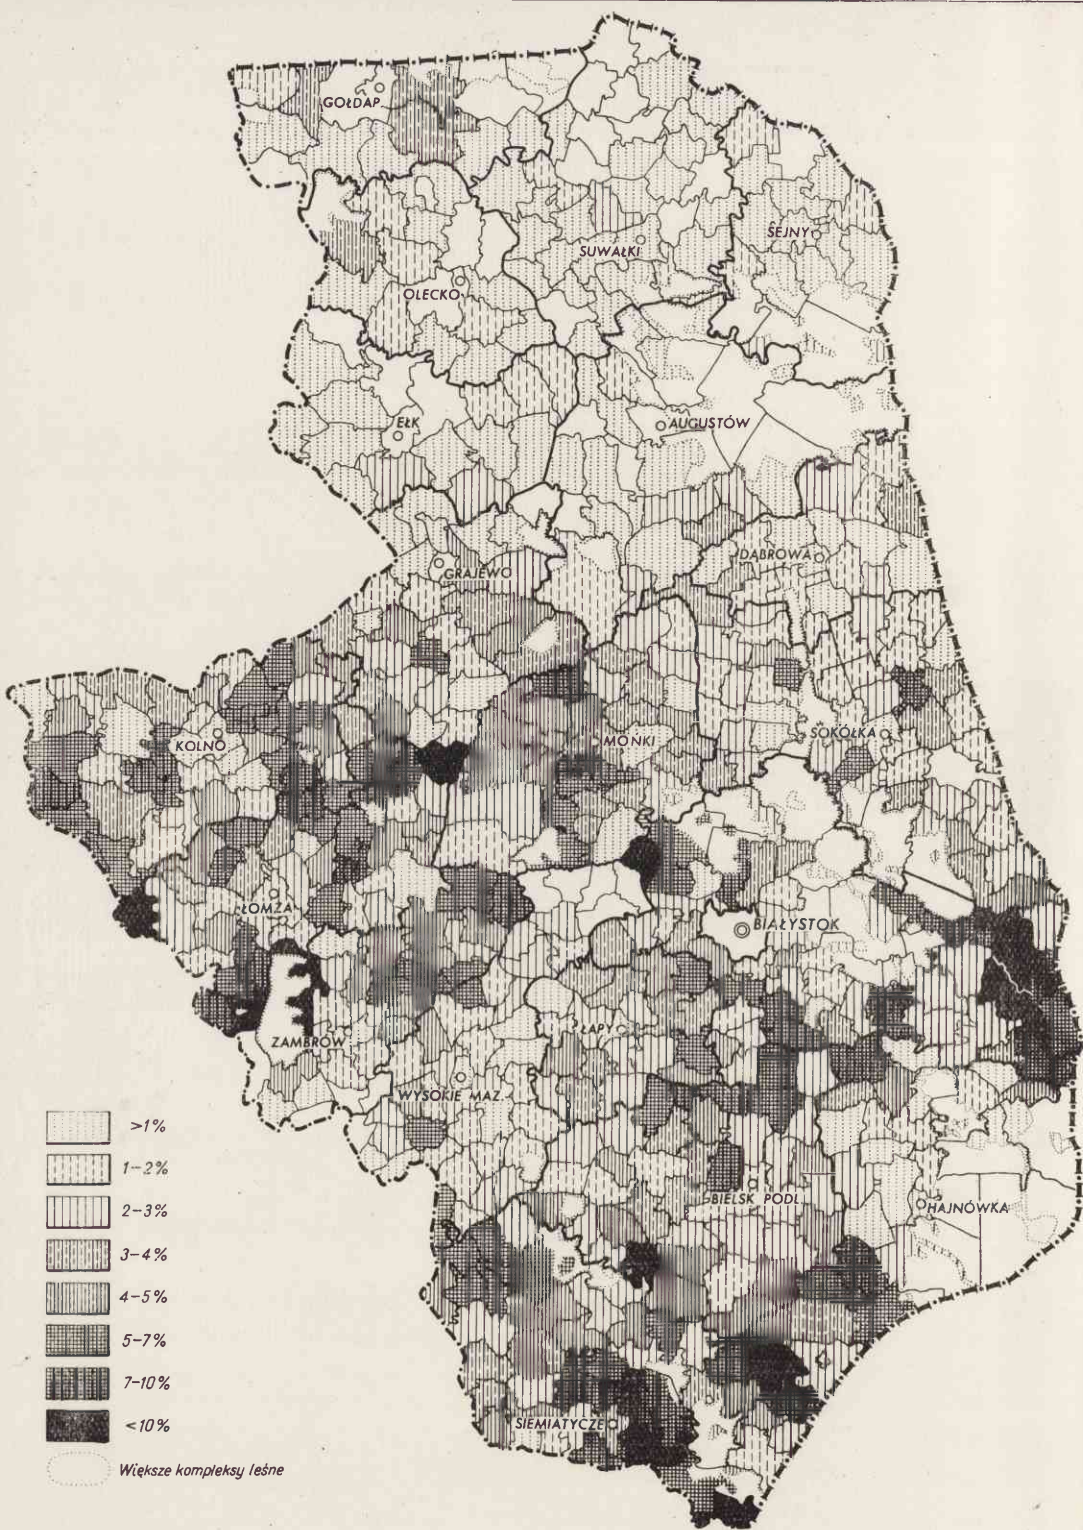 GOŁDAP
SUWAŁKI
SEJNY
OLECKO
EŁK
AUGUSTÓW
DĄBROWA
GRAJEWO
KOLNO
MOŃKI
SOKÓŁKA
ŁOMŻA
BIAŁYSTOK
ŁAPY
ZAMBRÓW
WYSOKIE MAZ.
BIELSK PODL.
HAJNÓWKA
SIEMIATYCZE
>1%
1-2%
2-3%
3-4%
4-5%
5-7%
7-10%
<10%
Większe kompleksy leśne